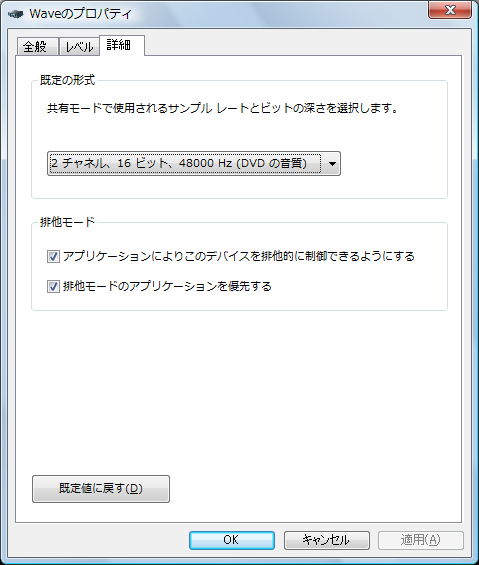 Waveのプロパティ
全般
レベル
詳細
既定の形式
共有モードで使用されるサンプル レートとビットの深さを選択します。
2 チャネル、16 ビット、48000 Hz (DVD の音質)
排他モード
アプリケーションによりこのデバイスを排他的に制御できるようにする
排他モードのアプリケーションを優先する
既定値に戻す(D)
OK
キャンセル
適用(A)